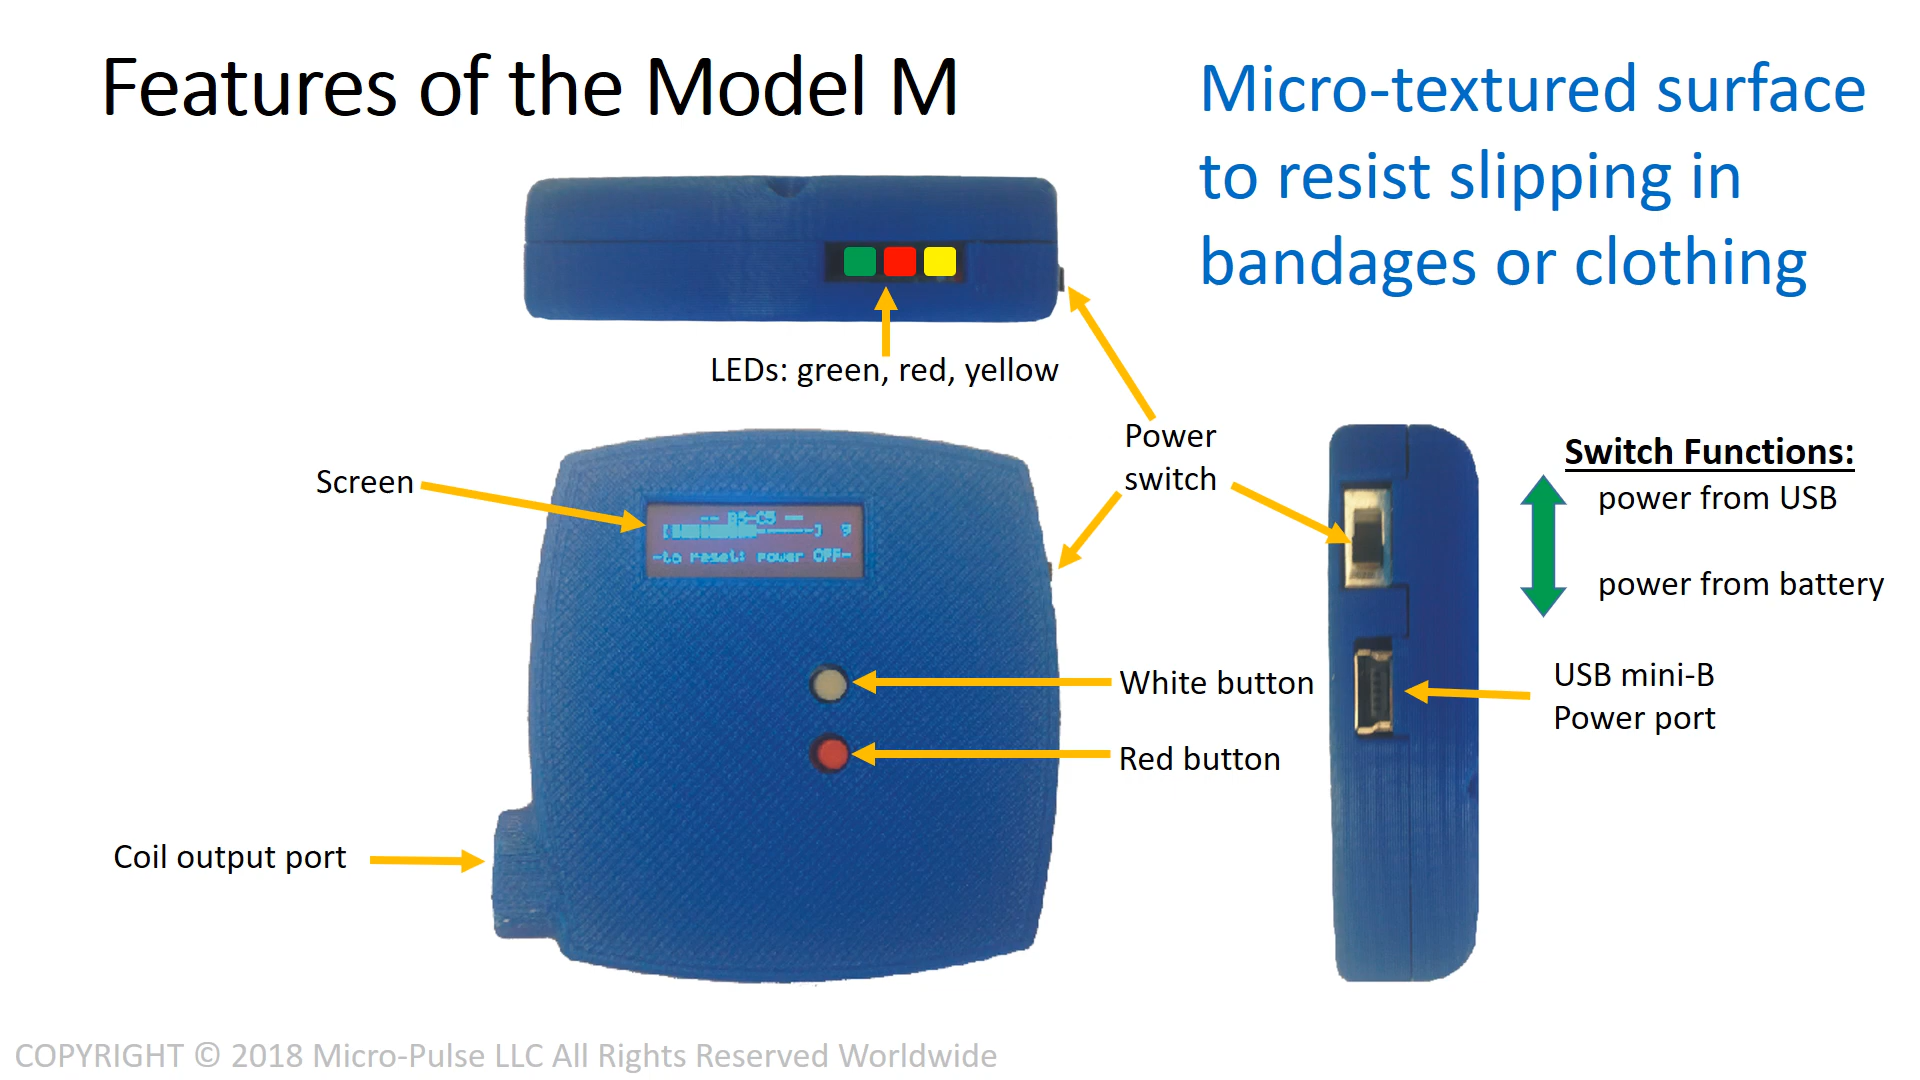 Features of the Model M
Micro-textured surface
to resist slipping in
bandages or clothing
LEDs: green, red, yellow
Power
switch
Screen
to reset: power OFF-
Switch Functions:
power from USB
power from battery
White button
USB mini-B
Power port
Red button
Coil output port
COPYRIGHT © 2018 Micro-Pulse LLC All Rights Reserved Worldwide